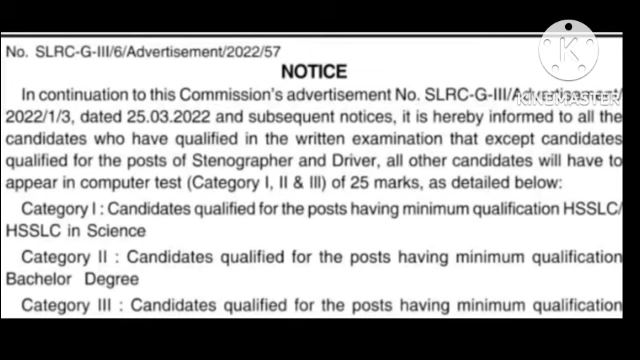 No. SLRC-G-III/6/Advertisement/2022/57
NOTICE
In continuation to this Commission's advertisement No. SLRC-G-III/Advertisement/
2022/1/3, dated 25.03.2022 and subsequent notices, it is hereby informed to all the
candidates who have qualified in the written examination that except candidates
qualified for the posts of Stenographer and Driver, all other candidates will have to
appear in computer test (Category I, II & III) of 25 marks, as detailed below:
Category I : Candidates qualified for the posts having minimum qualification HSSLC/
HSSLC in Science
Category II : Candidates qualified for the posts having minimum qualification
Bachelor Degree
Category III : Candidates qualified for the posts having minimum qualification
K
KINEMASTER